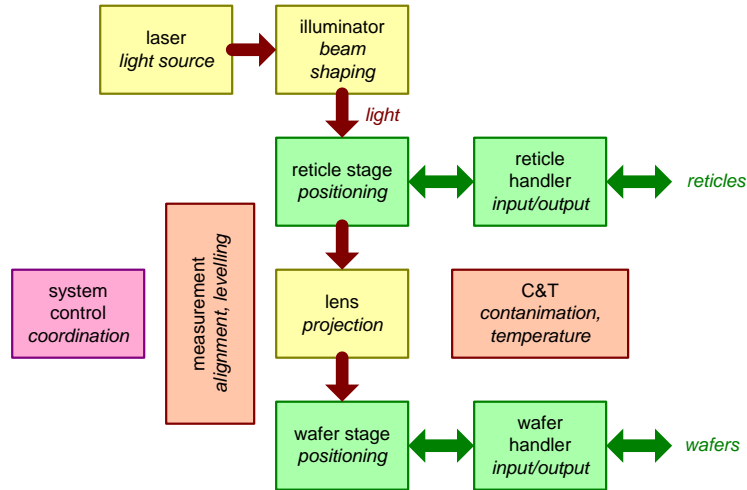 laser
light source
illuminator
beam
shaping
light
reticle stage
positioning
reticle
handler
input/output
reticles
measurement
alignment, levelling
system
control
coordination
lens
projection
C&T
contanimation,
temperature
wafer stage
positioning
wafer
handler
input/output
wafers